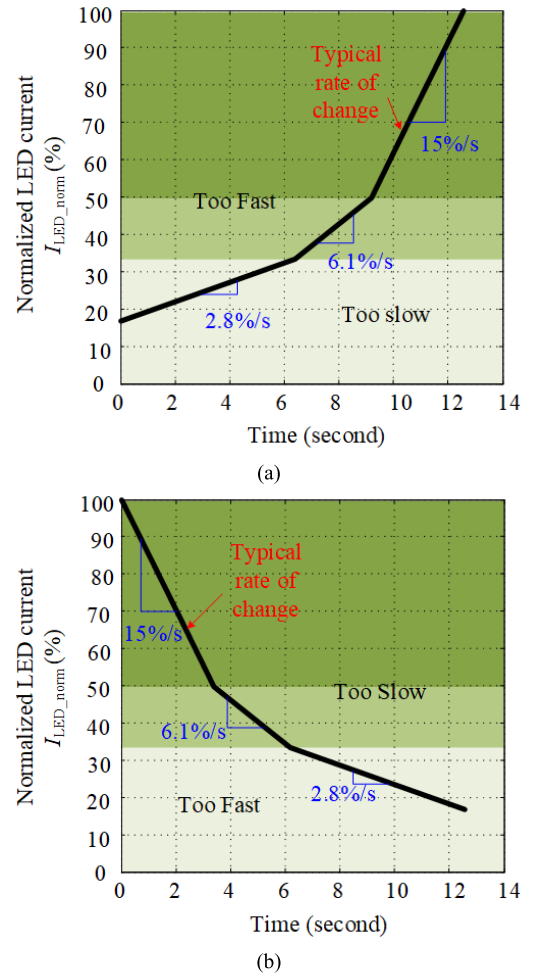 100
90
80
70
60
50
40
30
20
10
0
Normalized LED current
I_LED_norm (%)
Typical
rate of
change
15%/s
Too Fast
6.1%/s
2.8%/s
Too slow
0 2 4 6 8 10 12 14
Time (second)
(a)
100
90
80
70
60
50
40
30
20
10
0
Normalized LED current
I_LED_norm (%)
Typical
rate of
change
15%/s
Too Slow
6.1%/s
Too Fast
2.8%/s
0 2 4 6 8 10 12 14
Time (second)
(b)